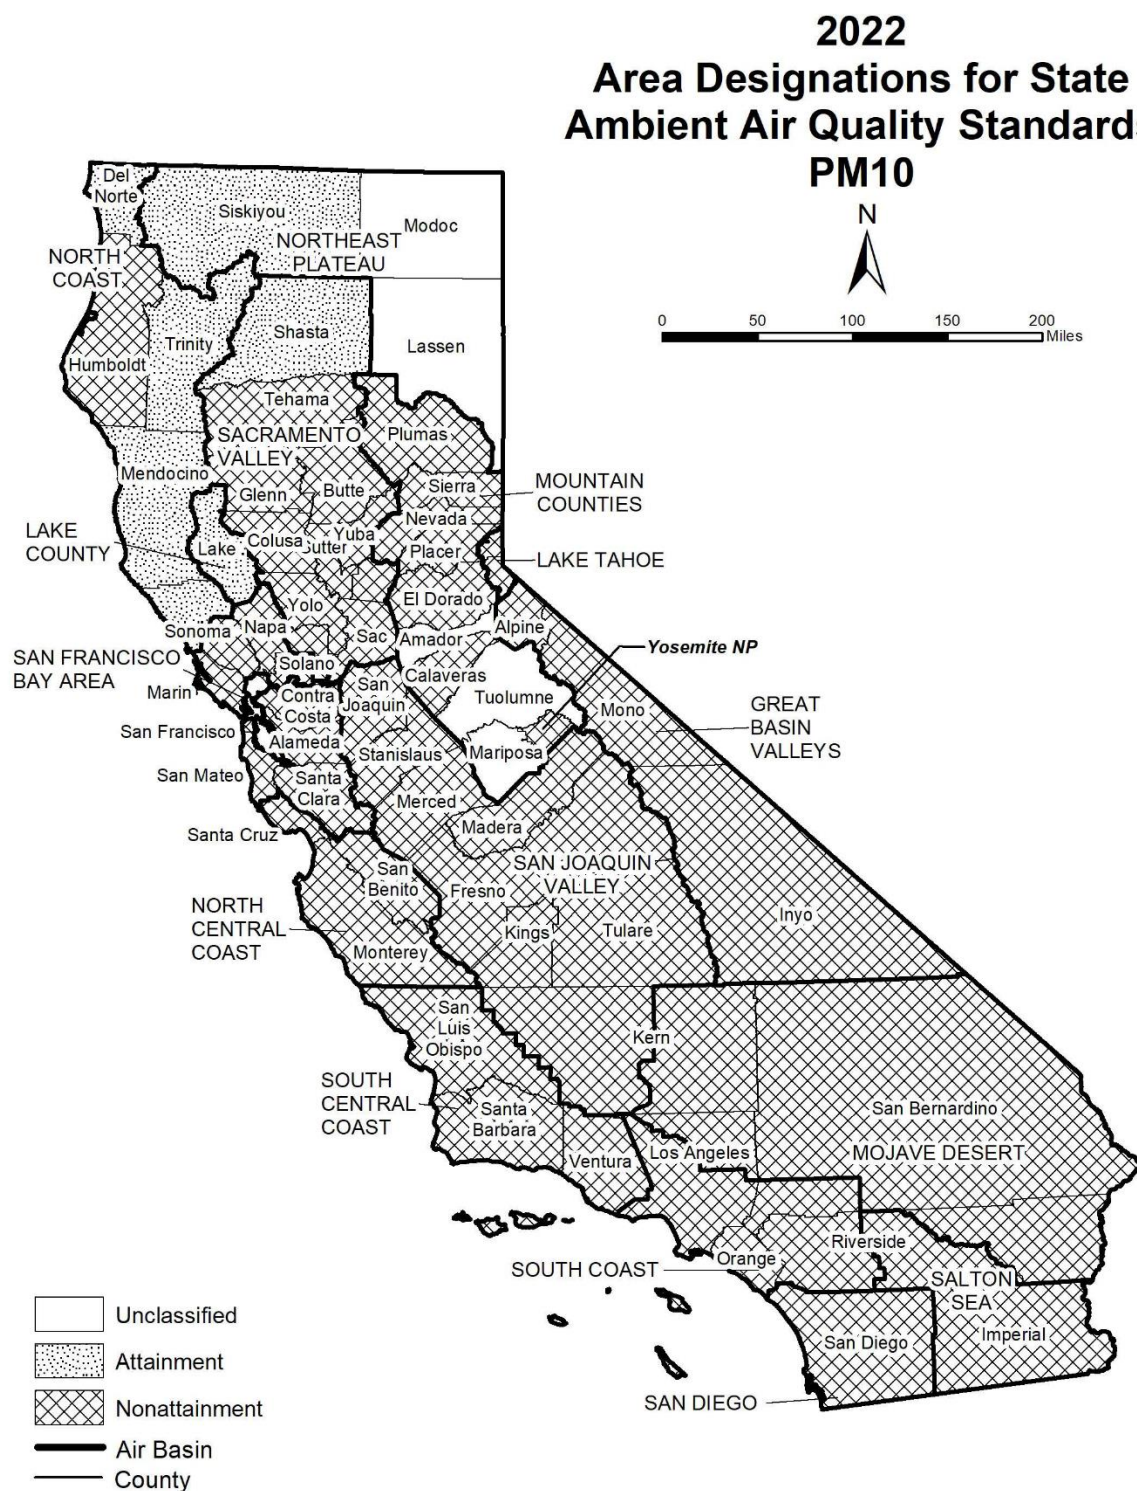 2022
Area Designations for State
Ambient Air Quality Standards
PM10
N
0 50 100 150 200
Miles
Del
Norte
Siskiyou
Modoc
NORTHEAST
PLATEAU
NORTH
COAST
Shasta
Trinity
Lassen
Humboldt
Tehama
Plumas
SACRAMENTO
VALLEY
Mendocino
Sierra
MOUNTAIN
COUNTIES
Glenn
Butte
Nevada
LAKE
COUNTY
Lake
Colusa
Sutter
Yuba
Placer
LAKE TAHOE
El Dorado
Yolo
Sonoma
Napa
Sac
Amador
Alpine
Yosemite NP
SAN FRANCISCO
BAY AREA
Solano
Calaveras
Marin
Contra
Costa
San
Joaquin
Tuolumne
Mono
GREAT
BASIN
VALLEYS
San Francisco
Alameda
Stanislaus
Mariposa
San Mateo
Santa
Clara
Merced
Santa Cruz
Madera
San
Benito
SAN JOAQUIN
VALLEY
Fresno
NORTH
CENTRAL
COAST
Kings
Tulare
Inyo
Monterey
San
Luis
Obispo
Kern
SOUTH
CENTRAL
COAST
Santa
Barbara
San Bernardino
MOJAVE DESERT
Ventura
Los Angeles
Riverside
Orange
SOUTH COAST
SALTON
SEA
San Diego
Imperial
SAN DIEGO
Unclassified
Attainment
Nonattainment
Air Basin
County